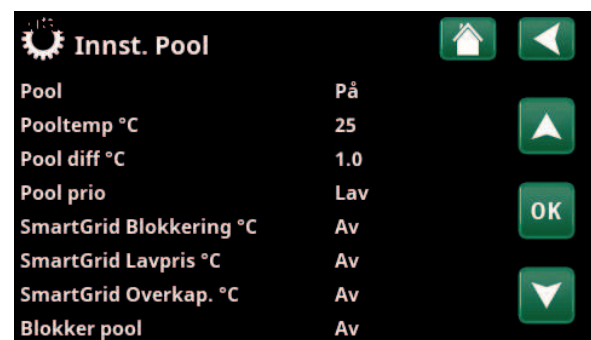 Innst. Pool
Pool På
Pooltemp °C 25
Pool diff °C 1.0
Pool prio Lav
SmartGrid Blokkering °C Av
SmartGrid Lavpris °C Av
SmartGrid Overkap. °C Av
Blokker pool Av
OK